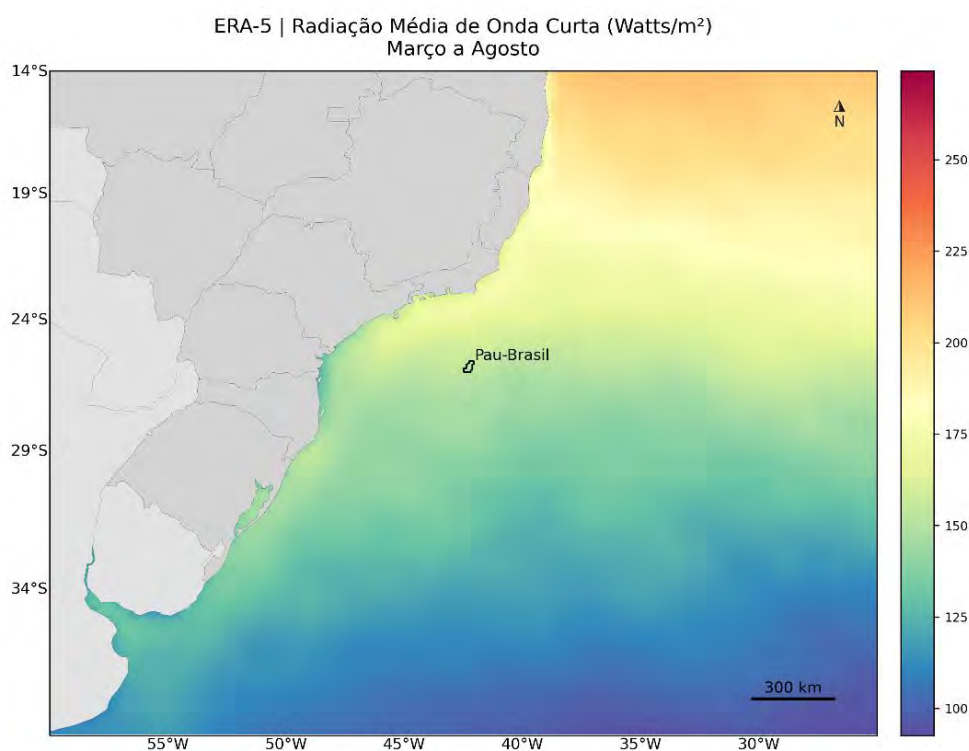 ERA-5 | Radiação Média de Onda Curta (Watts/m²)
Março a Agosto
14°S
19°S
24°S
29°S
34°S
N
Pau-Brasil
300 km
55°W
50°W
45°W
40°W
35°W
30°W
250
225
200
175
150
125
100